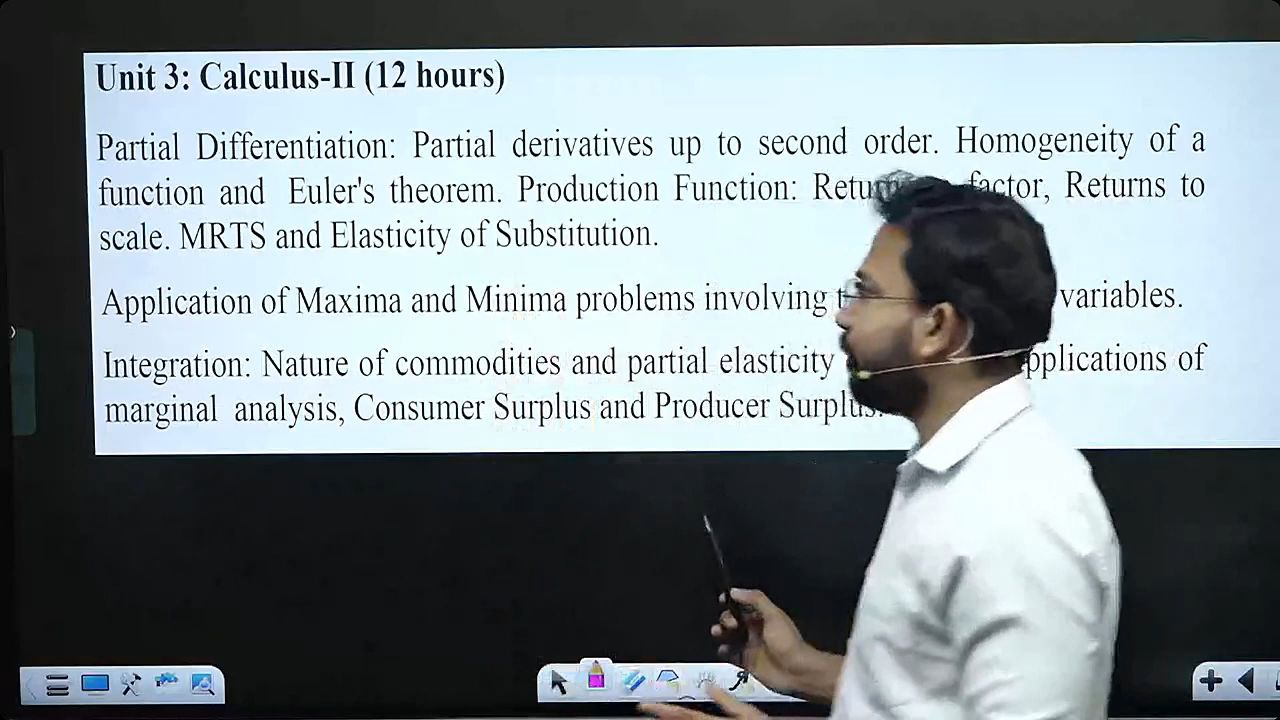 Unit 3: Calculus-II (12 hours)
Partial Differentiation: Partial derivatives up to second order. Homogeneity of a
function and Euler's theorem. Production Function: factor, Returns to
scale. MRTS and Elasticity of Substitution.
Application of Maxima and Minima problems involving variables.
Integration: Nature of commodities and partial elasticity of
marginal analysis, Consumer Surplus and Producer Surplus.